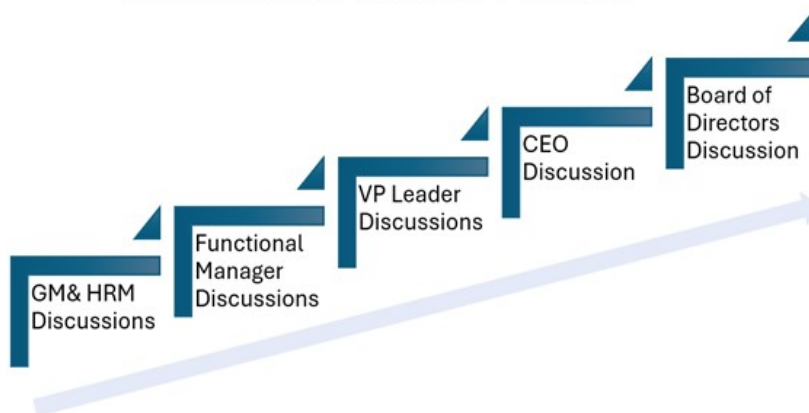 GM& HRM
Discussions
Functional
Manager
Discussions
VP Leader
Discussions
CEO
Discussion
Board of
Directors
Discussion